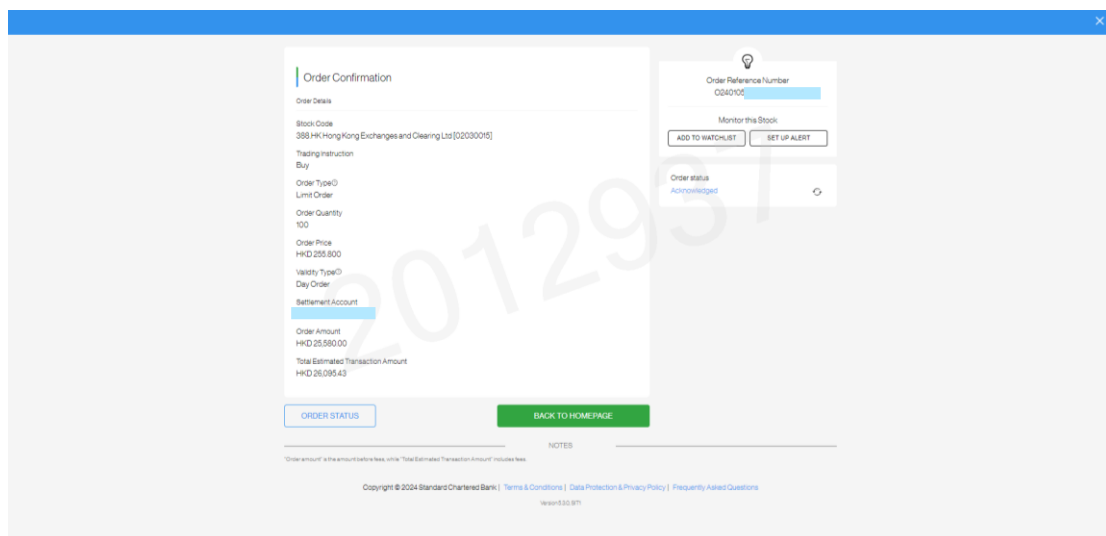 Order Confirmation
Order Details
Stock Code
388.HK Hong Kong Exchanges and Clearing Ltd [02030015]
Trading Instruction
Buy
Order Type
Limit Order
Order Quantity
100
Order Price
HKD 255.800
Validity Type
Day Order
Settlement Account
Order Amount
HKD 25,580.00
Total Estimated Transaction Amount
HKD 26,095.43
Order Reference Number
O240105
Monitor this Stock
ADD TO WATCHLIST
SET UP ALERT
Order status
Acknowledged
2012937
ORDER STATUS
BACK TO HOMEPAGE
NOTES
"Order amount" is the amount before fees, while "Total Estimated Transaction Amount" includes fees.
Copyright © 2024 Standard Chartered Bank | Terms & Conditions | Data Protection & Privacy Policy | Frequently Asked Questions